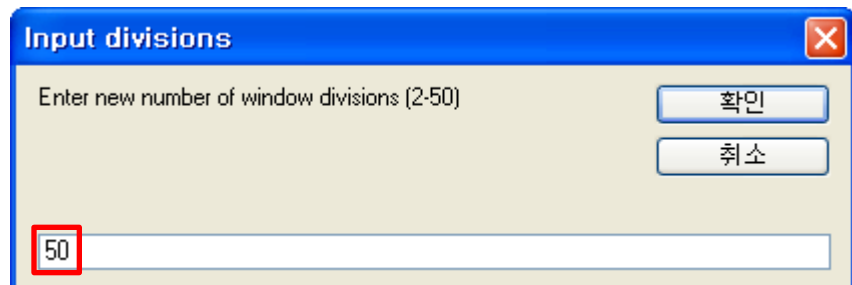 Input divisions
Enter new number of window divisions (2-50)
확인
취소
50